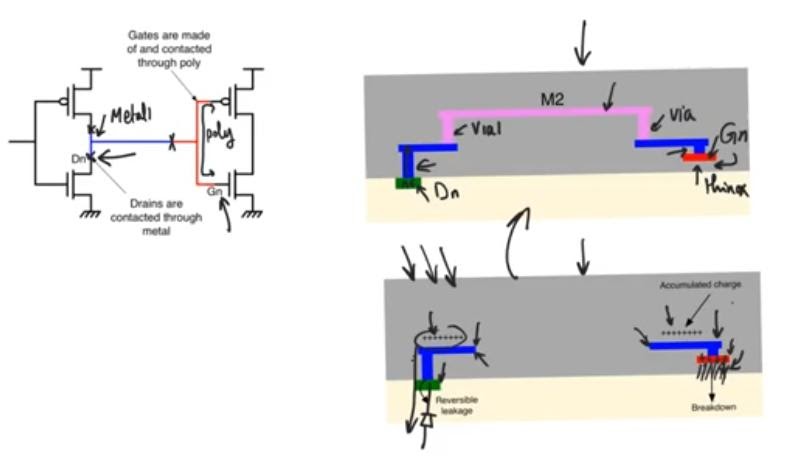 Gates are made
of and contacted
through poly
Metal1
poly
Dn
Gn
Drains are
contacted through
metal
M2
Via1
via
Gn
Dn
thinox
Accumulated charge
++++++++
++++++++
Reversible
leakage
Breakdown